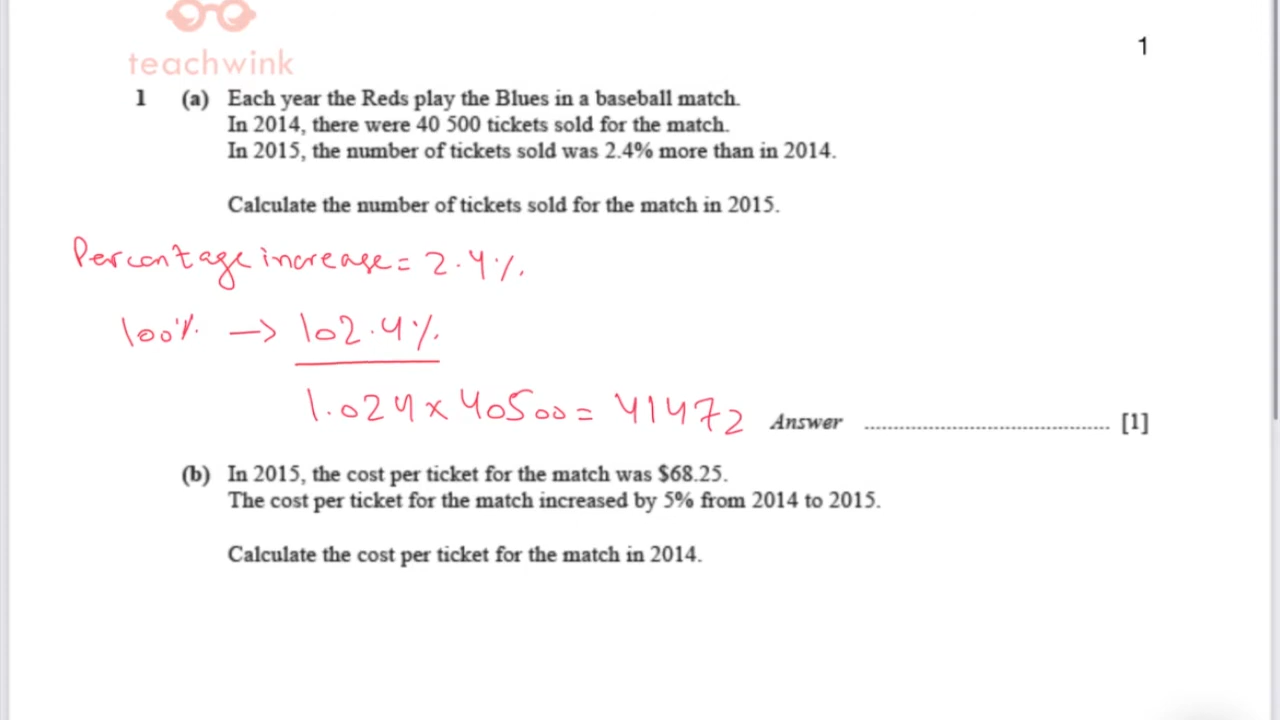 teachwink
1
1 (a) Each year the Reds play the Blues in a baseball match.
In 2014, there were 40 500 tickets sold for the match.
In 2015, the number of tickets sold was 2.4% more than in 2014.
Calculate the number of tickets sold for the match in 2015.
Percentage increase = 2.4%
100% → 102.4%
1.024 × 40500 = 41472
Answer ........................................ [1]
(b) In 2015, the cost per ticket for the match was $68.25.
The cost per ticket for the match increased by 5% from 2014 to 2015.
Calculate the cost per ticket for the match in 2014.